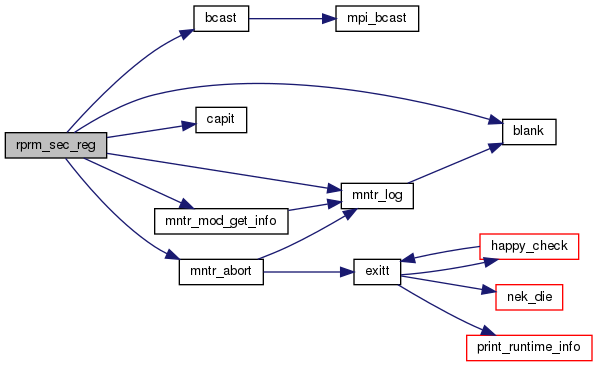 bcast
mpi_bcast
capit
blank
rprm_sec_reg
mntr_log
mntr_mod_get_info
happy_check
mntr_abort
exitt
nek_die
print_runtime_info